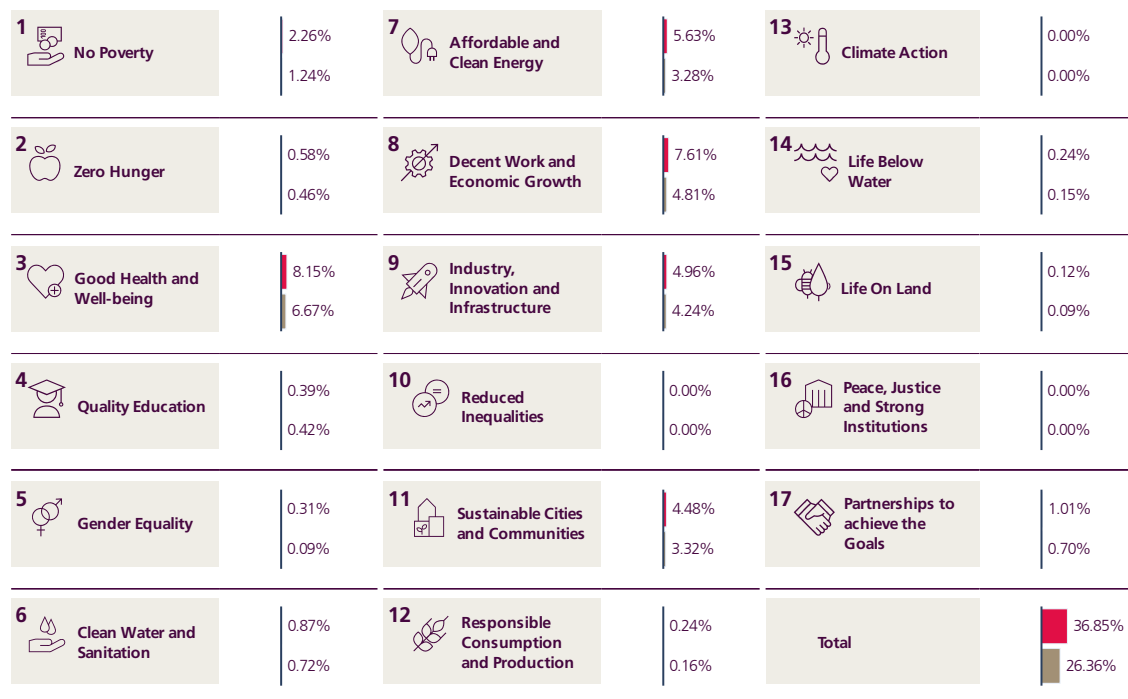 1
No Poverty
2.26%
1.24%
2
Zero Hunger
0.58%
0.46%
3
Good Health and
Well-being
8.15%
6.67%
4
Quality Education
0.39%
0.42%
5
Gender Equality
0.31%
0.09%
6
Clean Water and
Sanitation
0.87%
0.72%
7
Affordable and
Clean Energy
5.63%
3.28%
8
Decent Work and
Economic Growth
7.61%
4.81%
9
Industry,
Innovation and
Infrastructure
4.96%
4.24%
10
Reduced
Inequalities
0.00%
0.00%
11
Sustainable Cities
and Communities
4.48%
3.32%
12
Responsible
Consumption
and Production
0.24%
0.16%
13
Climate Action
0.00%
0.00%
14
Life Below
Water
0.24%
0.15%
15
Life On Land
0.12%
0.09%
16
Peace, Justice
and Strong
Institutions
0.00%
0.00%
17
Partnerships to
achieve the
Goals
1.01%
0.70%
Total
36.85%
26.36%